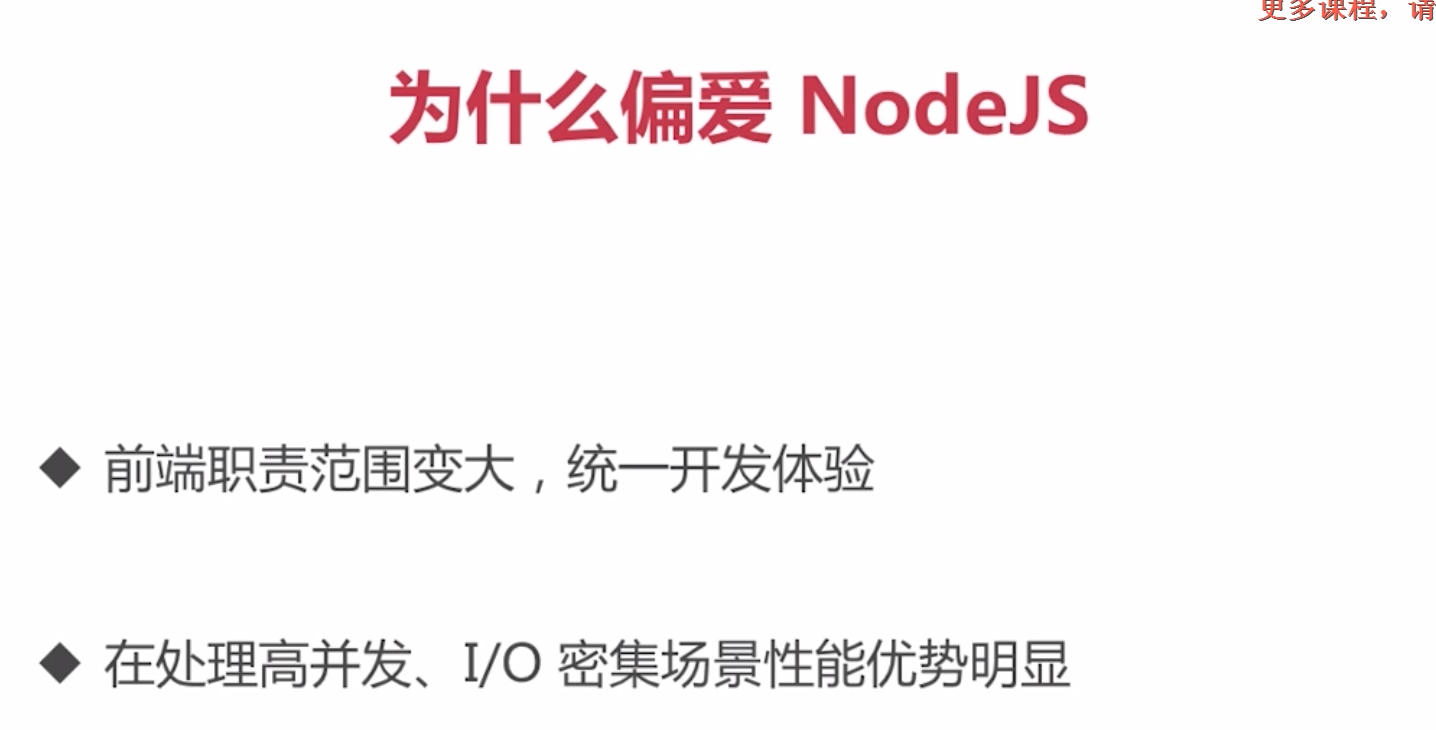 更多课程，请
为什么偏爱 NodeJS
◆ 前端职责范围变大，统一开发体验
◆ 在处理高并发、I/O 密集场景性能优势明显